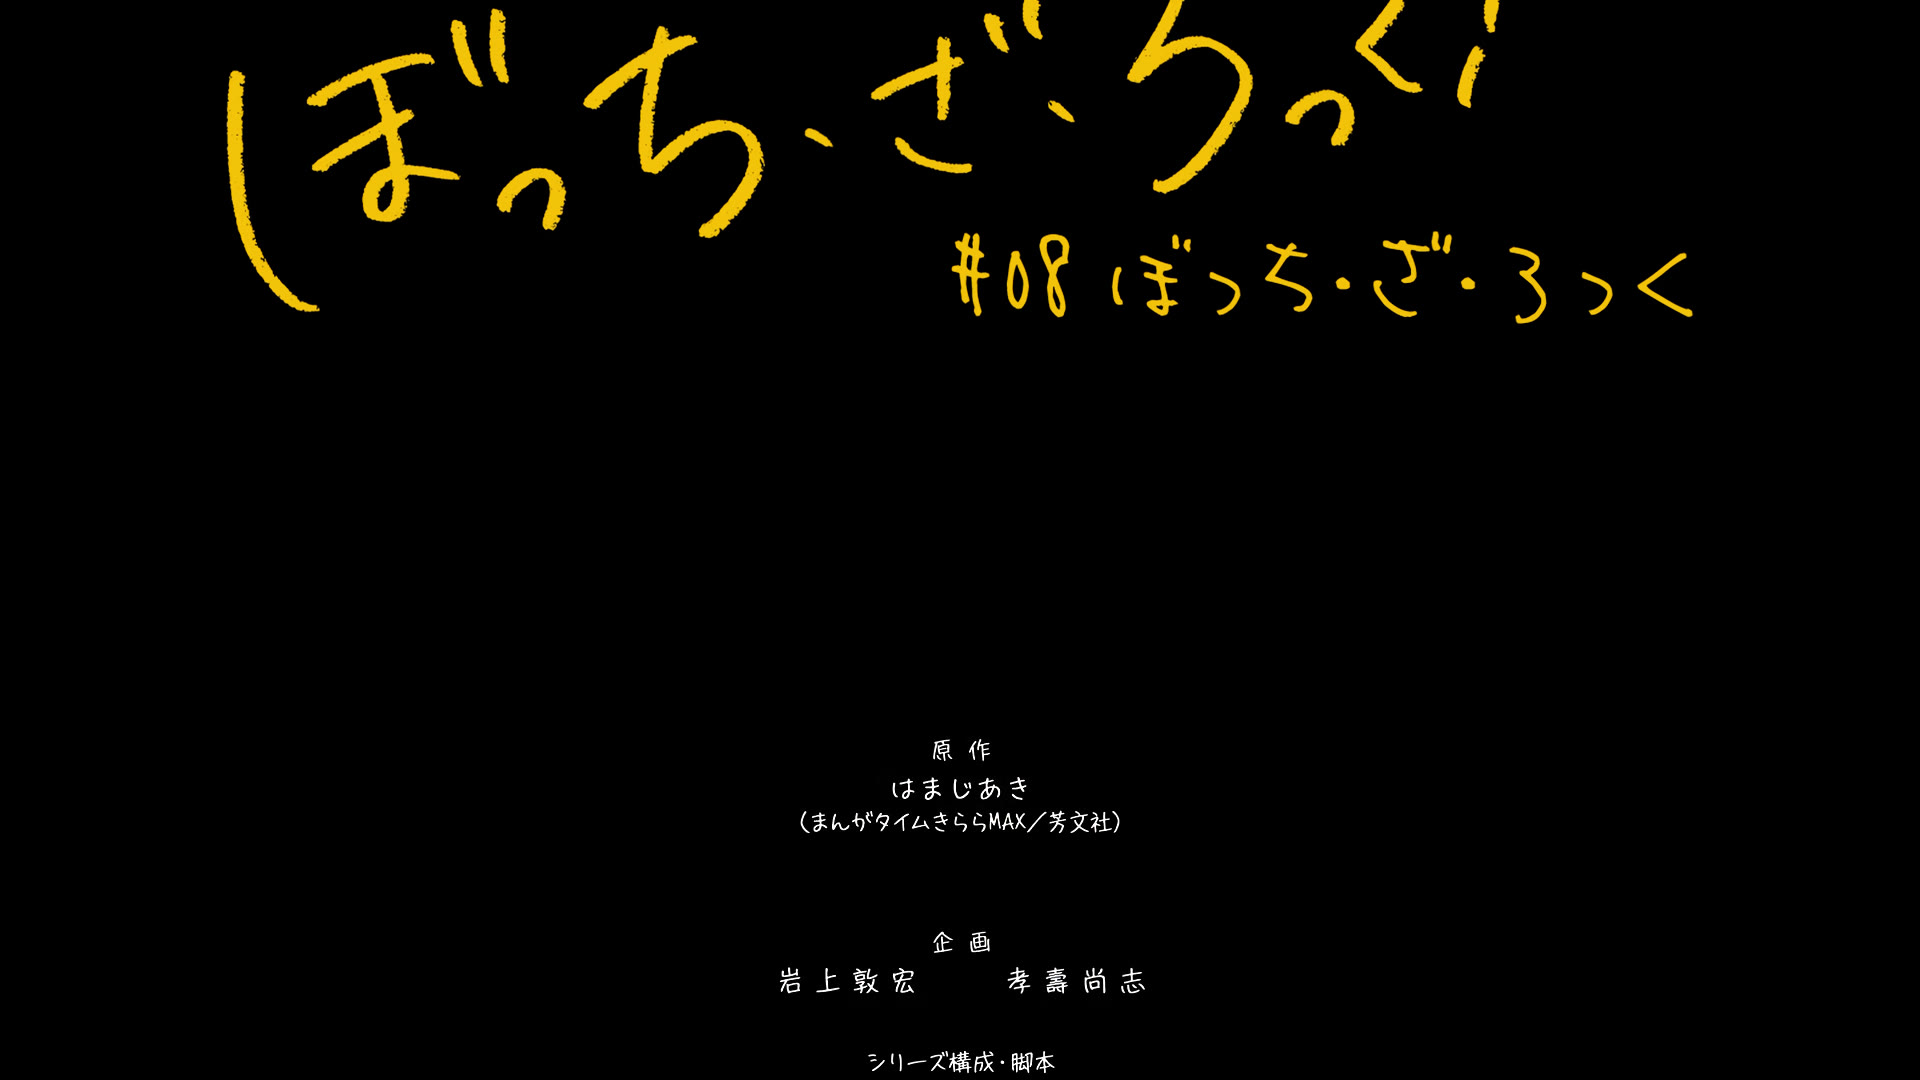 ぼっち・ざ・ろっく!
#08 ぼっち・ざ・ろっく
原作
はまじあき
(まんがタイムきららMAX／芳文社)
企画
岩上敦宏 孝壽尚志
シリーズ構成・脚本